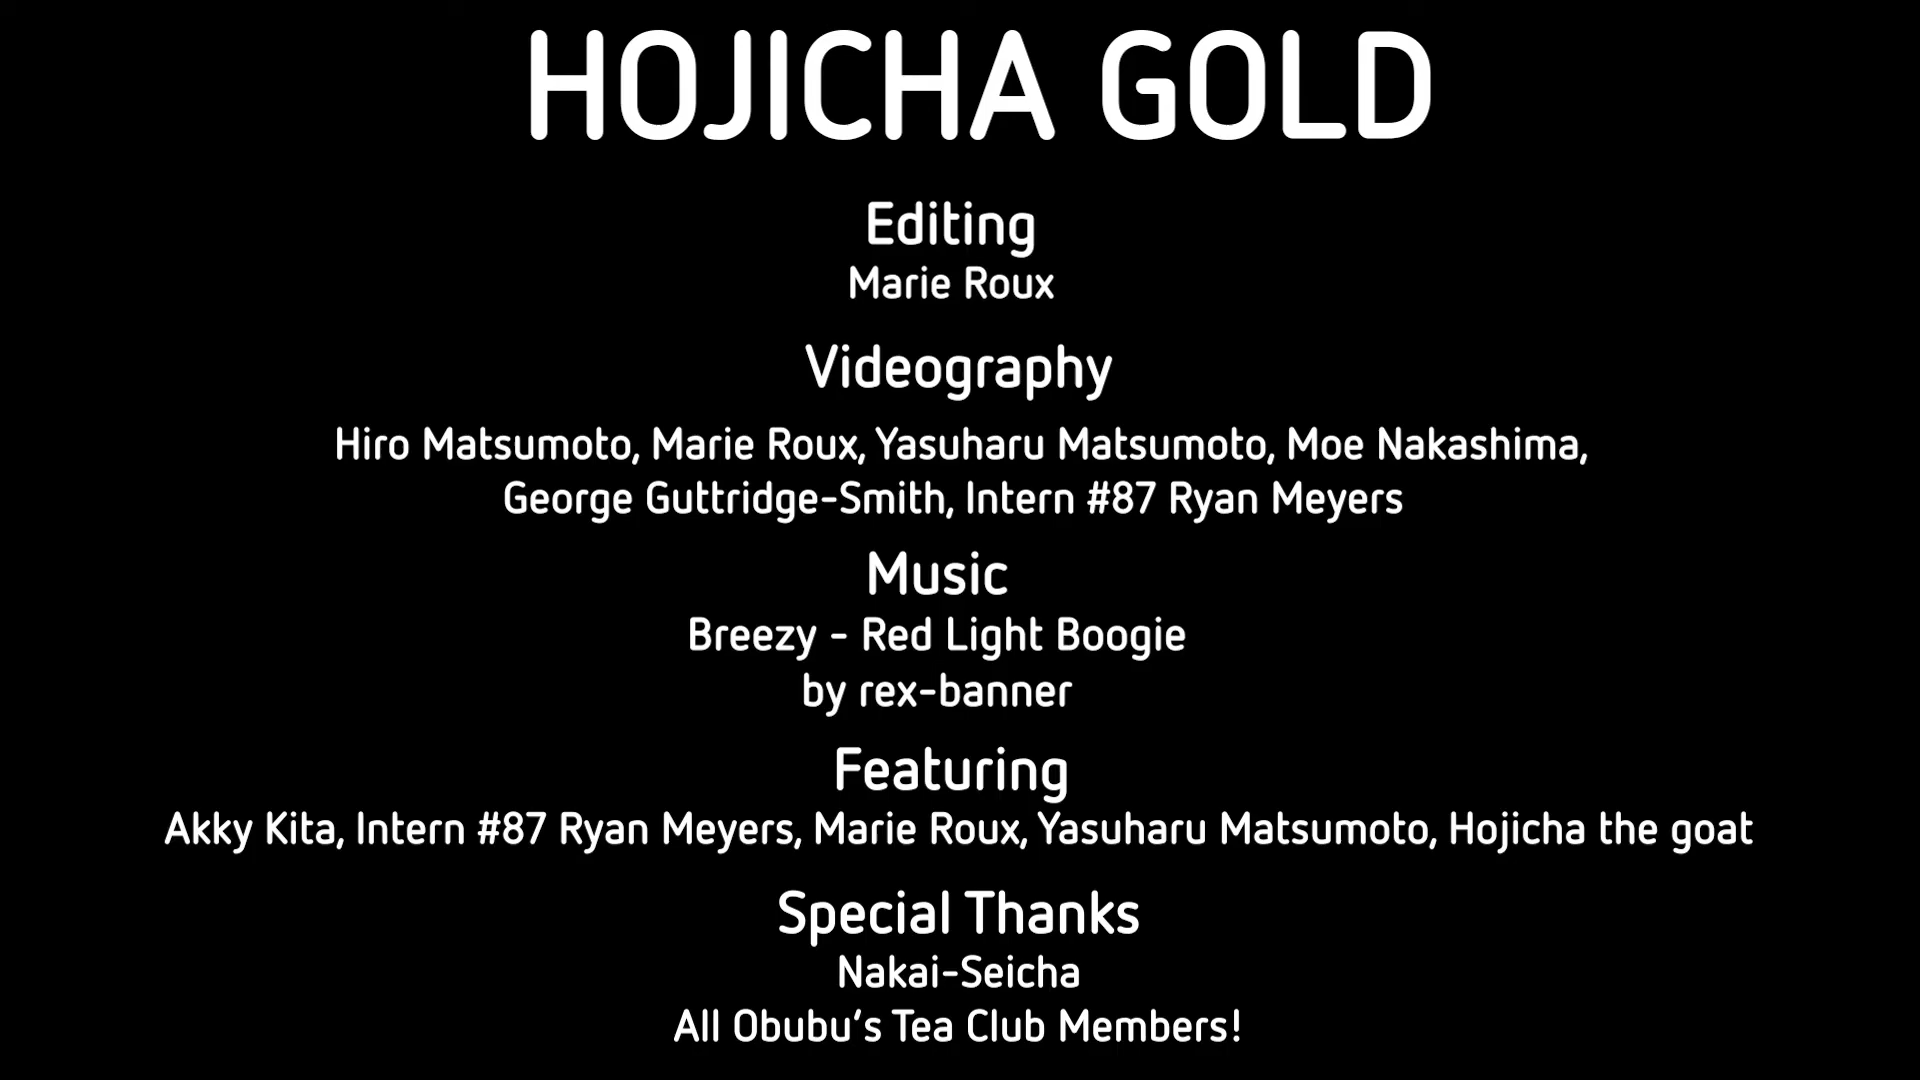 HOJICHA GOLD
Editing
Marie Roux
Videography
Hiro Matsumoto, Marie Roux, Yasuharu Matsumoto, Moe Nakashima,
George Guttridge-Smith, Intern #87 Ryan Meyers
Music
Breezy - Red Light Boogie
by rex-banner
Featuring
Akky Kita, Intern #87 Ryan Meyers, Marie Roux, Yasuharu Matsumoto, Hojicha the goat
Special Thanks
Nakai-Seicha
All Obubu's Tea Club Members!